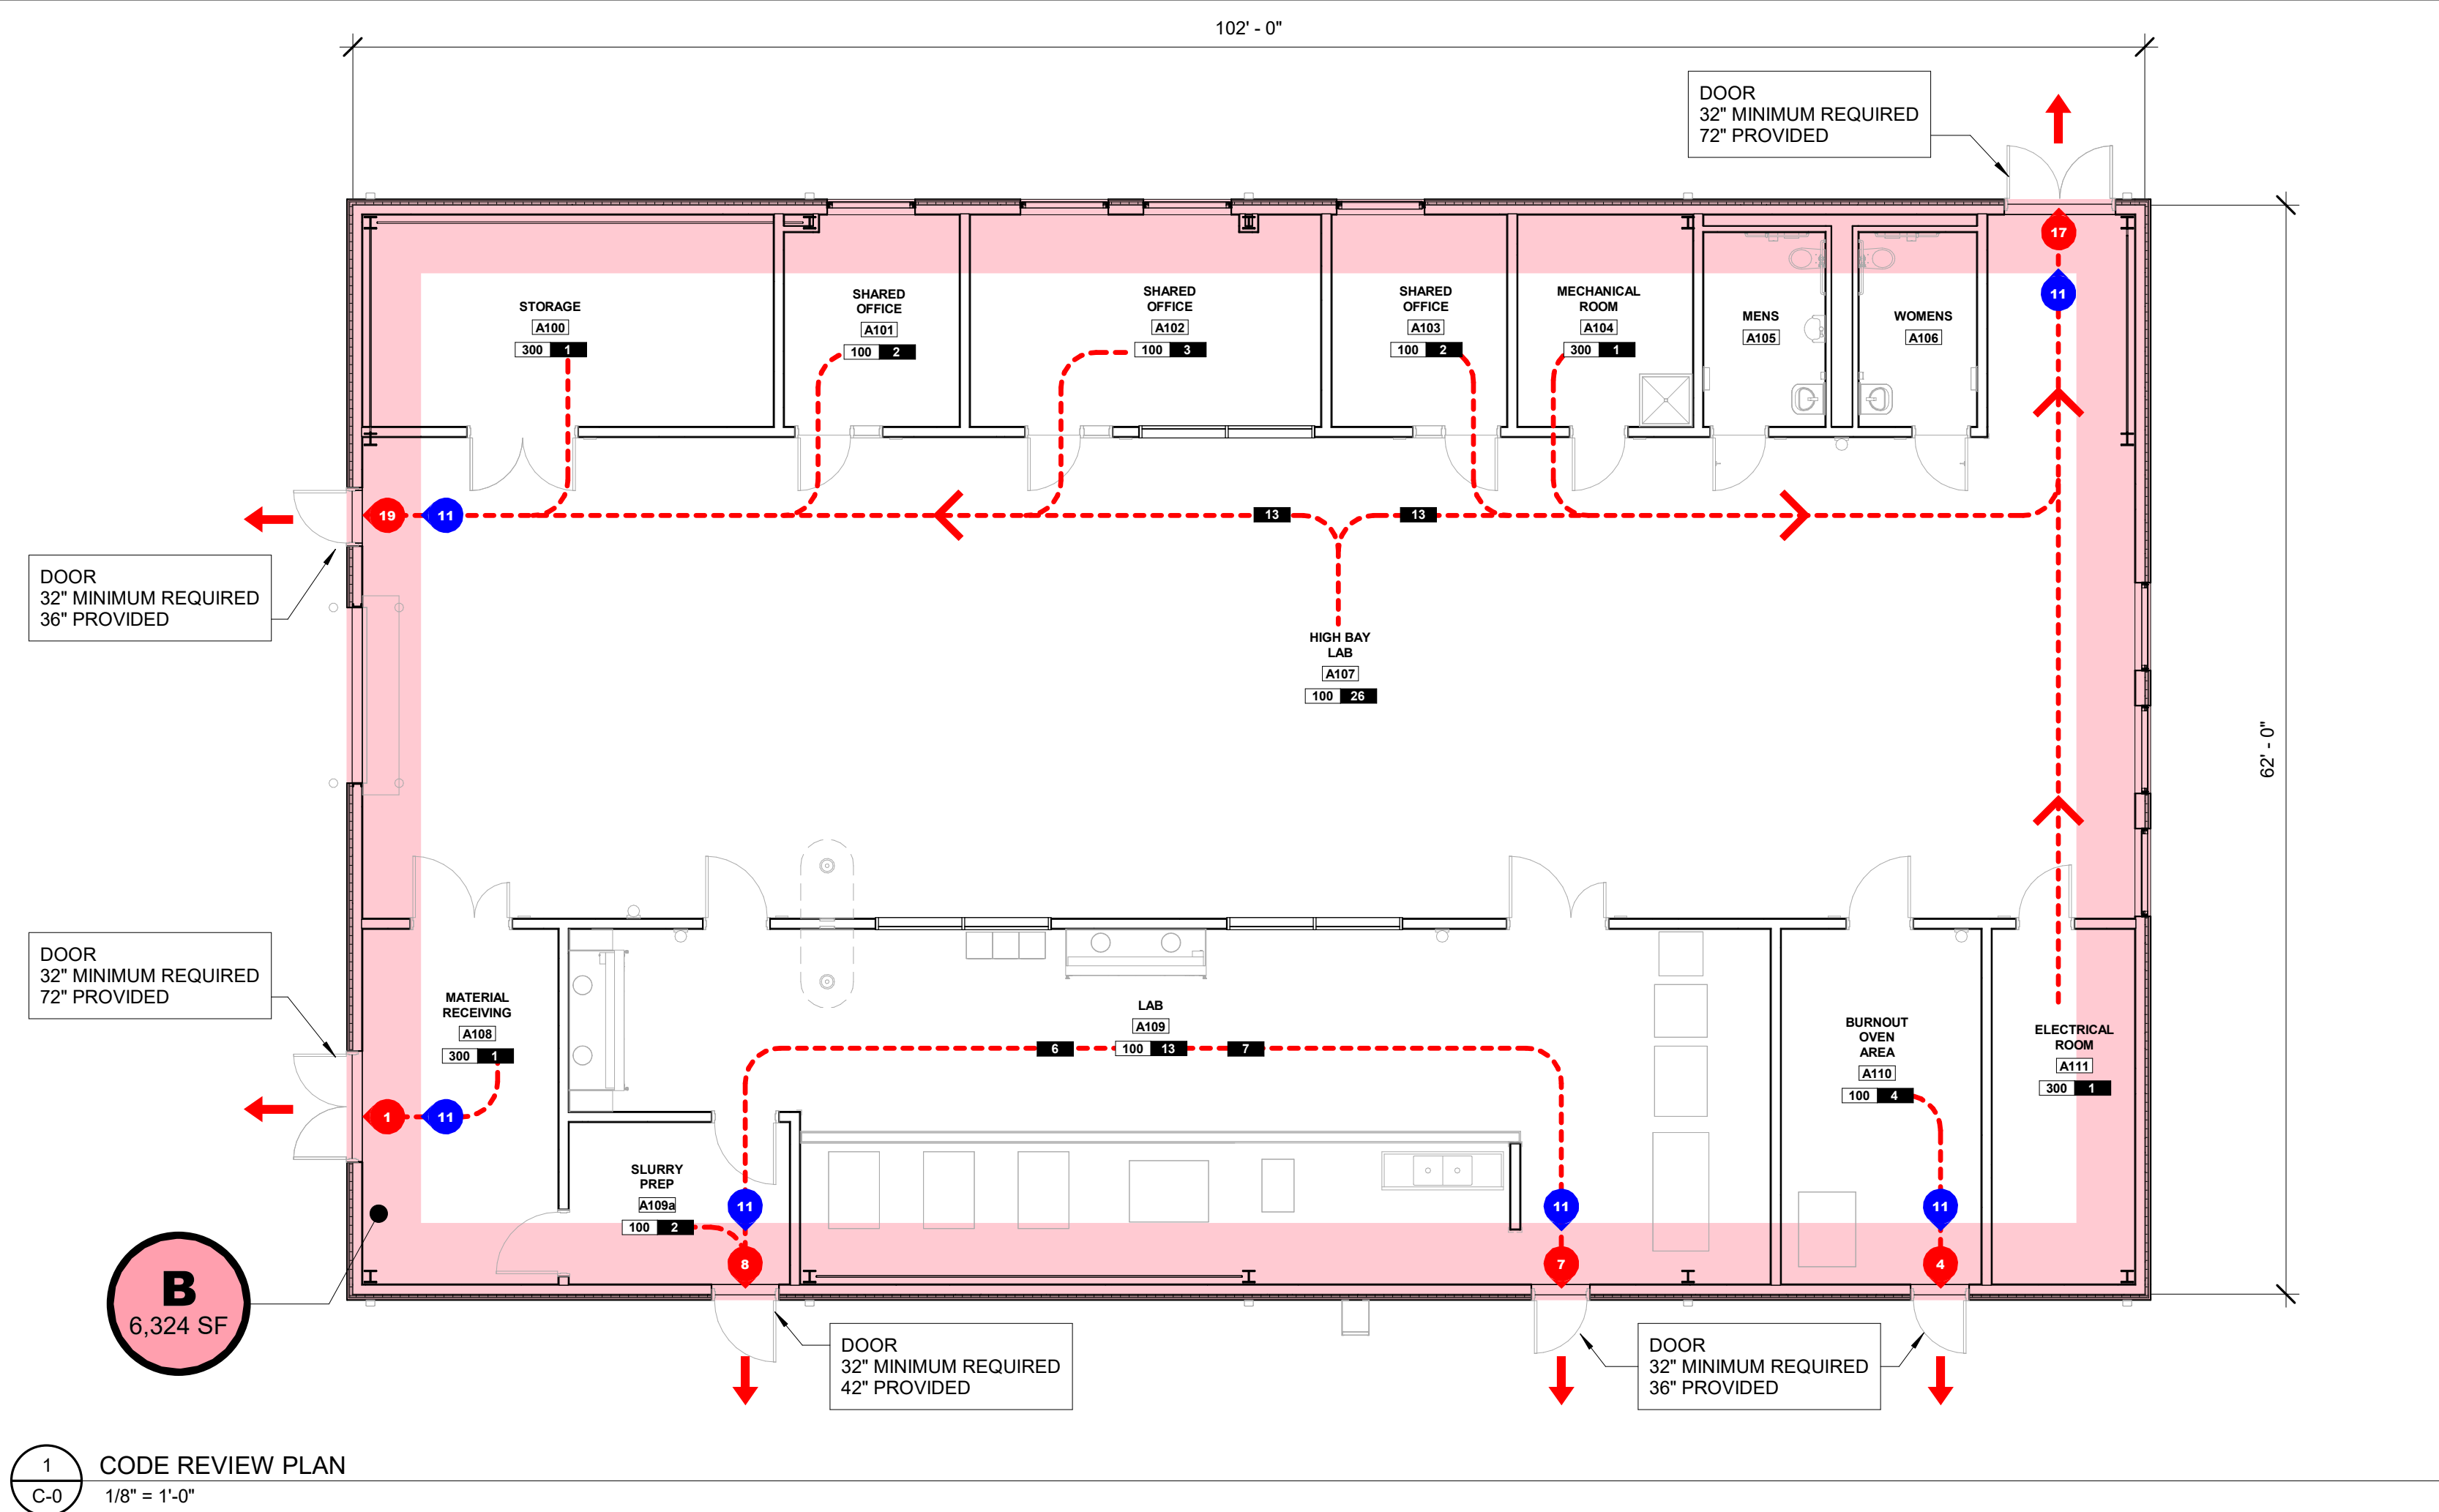 102' - 0"
DOOR
32" MINIMUM REQUIRED
72" PROVIDED
17
11
STORAGE
A100
300 1
SHARED
OFFICE
A101
100 2
SHARED
OFFICE
A102
100 3
SHARED
OFFICE
A103
100 2
MECHANICAL
ROOM
A104
300 1
MENS
A105
WOMENS
A106
19
11
13
13
DOOR
32" MINIMUM REQUIRED
36" PROVIDED
HIGH BAY
LAB
A107
100 26
62' - 0"
DOOR
32" MINIMUM REQUIRED
72" PROVIDED
MATERIAL
RECEIVING
A108
300 1
1
11
LAB
A109
6
100 13
7
BURNOUT
OVEN
AREA
A110
100 4
ELECTRICAL
ROOM
A111
300 1
SLURRY
PREP
A109a
100 2
11
8
11
7
11
4
B
6,324 SF
DOOR
32" MINIMUM REQUIRED
42" PROVIDED
DOOR
32" MINIMUM REQUIRED
36" PROVIDED
1
C-0
CODE REVIEW PLAN
1/8" = 1'-0"